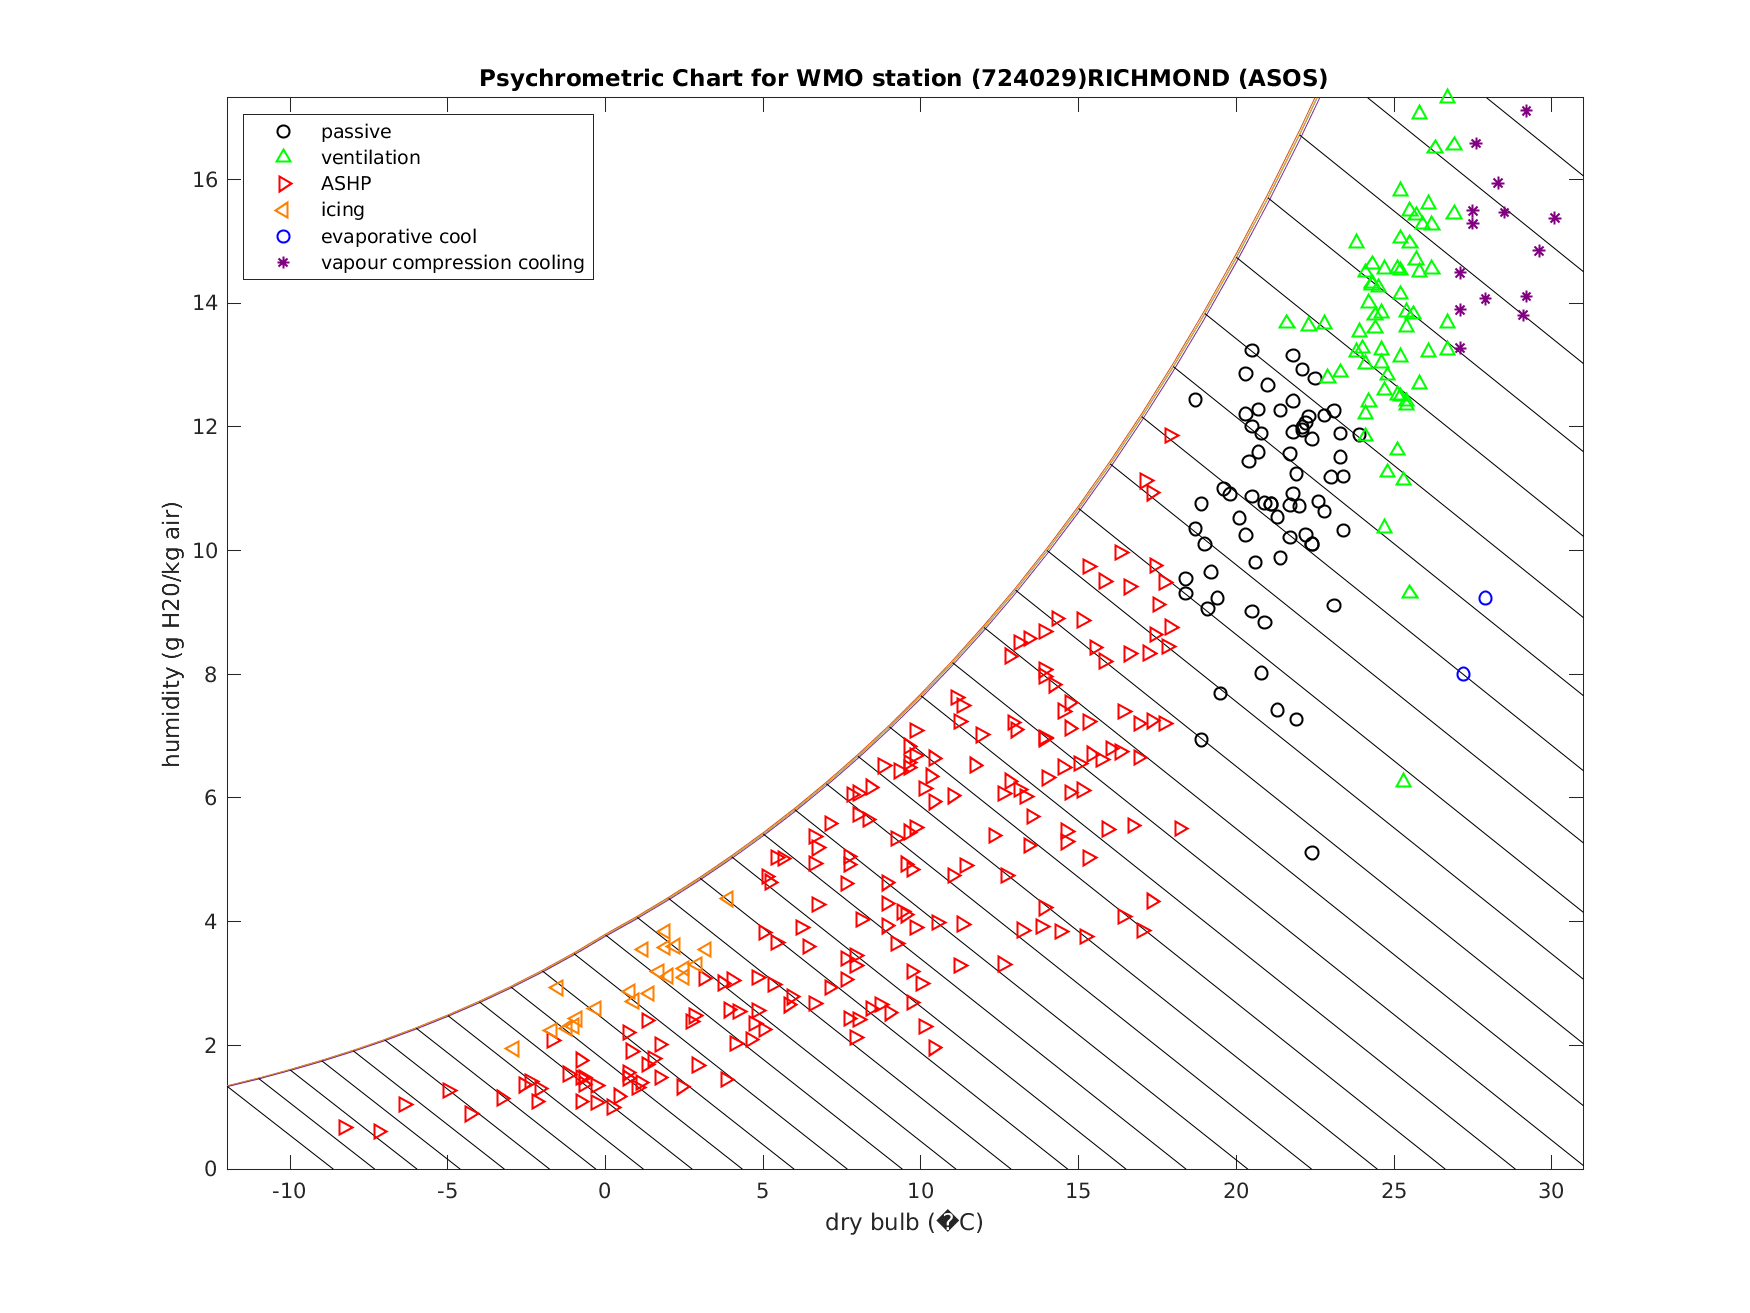 Psychrometric Chart for WMO station (724029)RICHMOND (ASOS)
passive
ventilation
ASHP
icing
evaporative cool
vapour compression cooling
humidity (g H20/kg air)
16
14
12
10
8
6
4
2
0
-10 -5 0 5 10 15 20 25 30
dry bulb (�C)